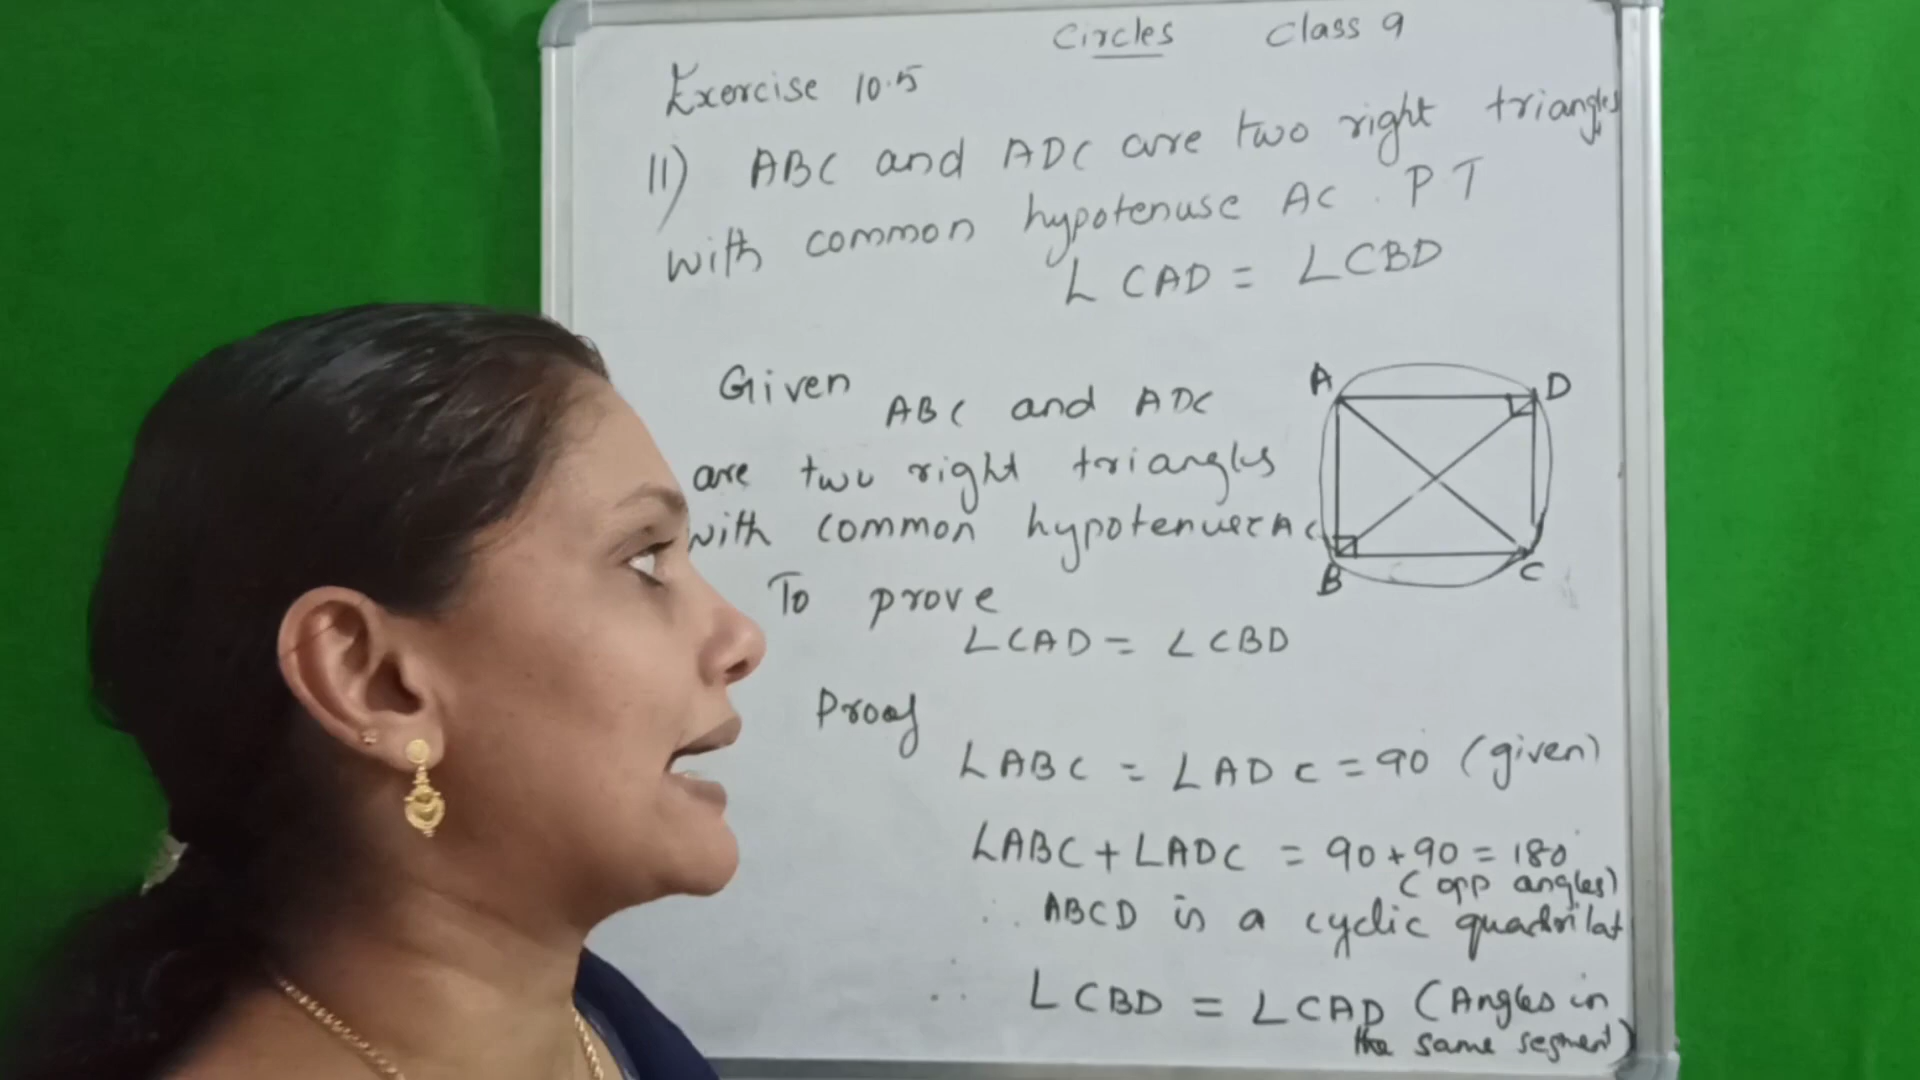 Circles Class 9
Exercise 10.5
11) ABC and ADC are two right triangles
with common hypotenuse AC. PT
∠CAD = ∠CBD
Given
ABC and ADC
are two right triangles
with common hypotenuse AC
To prove
∠CAD = ∠CBD
A
D
B
C
Proof
∠ABC = ∠ADC = 90 (given)
∠ABC + ∠ADC = 90+90 = 180
(opp angles)
∴ ABCD is a cyclic quadrilat
∴ ∠CBD = ∠CAD (Angles in
the same segment)